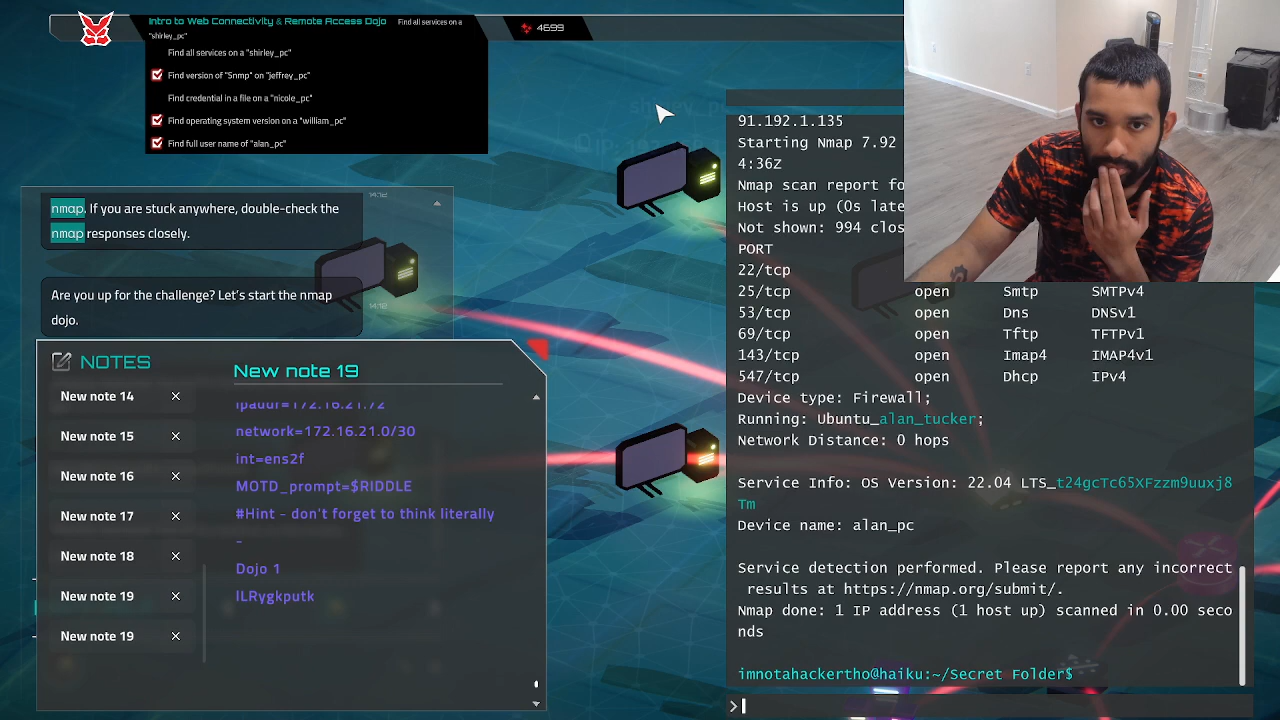 Intro to Web Connectivity & Remote Access Dojo Find all services on a
"shirley_pc"
Find all services on a "shirley_pc"
Find version of "Snmp" on "jeffrey_pc"
Find credential in a file on a "nicole_pc"
Find operating system version on a "william_pc"
Find full user name of "alan_pc"
4699
14:12
nmap. If you are stuck anywhere, double-check the
nmap responses closely.
Are you up for the challenge? Let's start the nmap
dojo.
14:12
NOTES
New note 14 ×
New note 15 ×
New note 16 ×
New note 17 ×
New note 18 ×
New note 19 ×
New note 19 ×
New note 19
ipaddr=172.16.21.72
network=172.16.21.0/30
int=ens2f
MOTD_prompt=$RIDDLE
#Hint - don't forget to think literally
-
Dojo 1
ILRygkputk
91.192.1.135
Starting Nmap 7.92
4:36Z
Nmap scan report fo
Host is up (0s late
Not shown: 994 clos
PORT
22/tcp
25/tcp open Smtp SMTPv4
53/tcp open Dns DNSv1
69/tcp open Tftp TFTPv1
143/tcp open Imap4 IMAP4v1
547/tcp open Dhcp IPv4
Device type: Firewall;
Running: Ubuntu_alan_tucker;
Network Distance: 0 hops
Service Info: OS Version: 22.04 LTS_t24gcTc65XFzzm9uuxj8
Tm
Device name: alan_pc
Service detection performed. Please report any incorrect
results at https://nmap.org/submit/.
Nmap done: 1 IP address (1 host up) scanned in 0.00 seco
nds
imnotahackertho@haiku:~/Secret Folder$
>